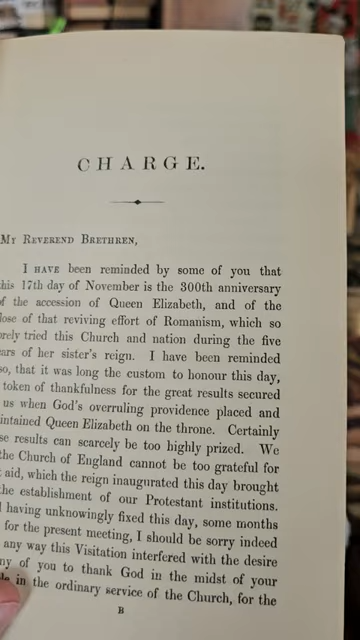 CHARGE.
My Reverend Brethren,
I have been reminded by some of you that
his 17th day of November is the 300th anniversary
of the accession of Queen Elizabeth, and of the
lose of that reviving effort of Romanism, which so
orely tried this Church and nation during the five
ars of her sister's reign. I have been reminded
so, that it was long the custom to honour this day,
token of thankfulness for the great results secured
us when God's overruling providence placed and
intained Queen Elizabeth on the throne. Certainly
se results can scarcely be too highly prized. We
the Church of England cannot be too grateful for
aid, which the reign inaugurated this day brought
the establishment of our Protestant institutions.
having unknowingly fixed this day, some months
for the present meeting, I should be sorry indeed
any way this Visitation interfered with the desire
ny of you to thank God in the midst of your
le in the ordinary service of the Church, for the
B